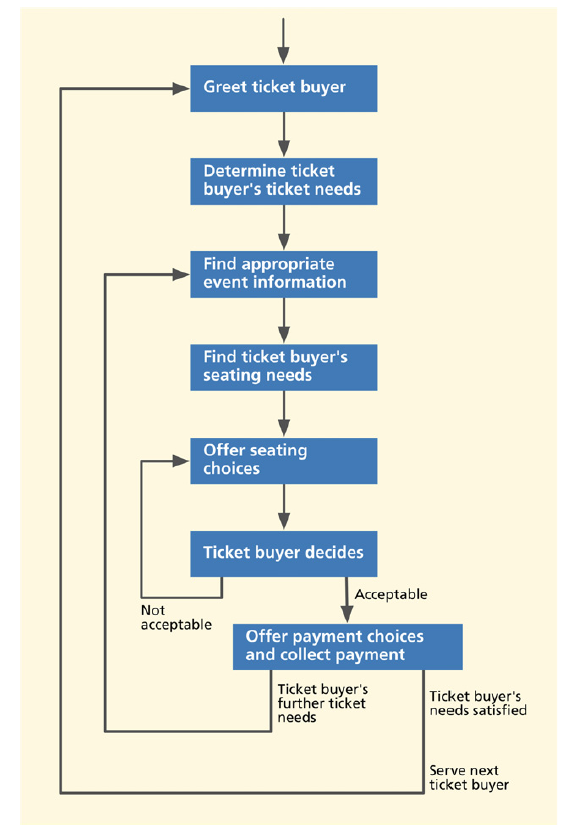 Greet ticket buyer
Determine ticket
buyer's ticket needs
Find appropriate
event information
Find ticket buyer's
seating needs
Offer seating
choices
Ticket buyer decides
Not
acceptable
Acceptable
Offer payment choices
and collect payment
Ticket buyer's
further ticket
needs
Ticket buyer's
needs satisfied
Serve next
ticket buyer